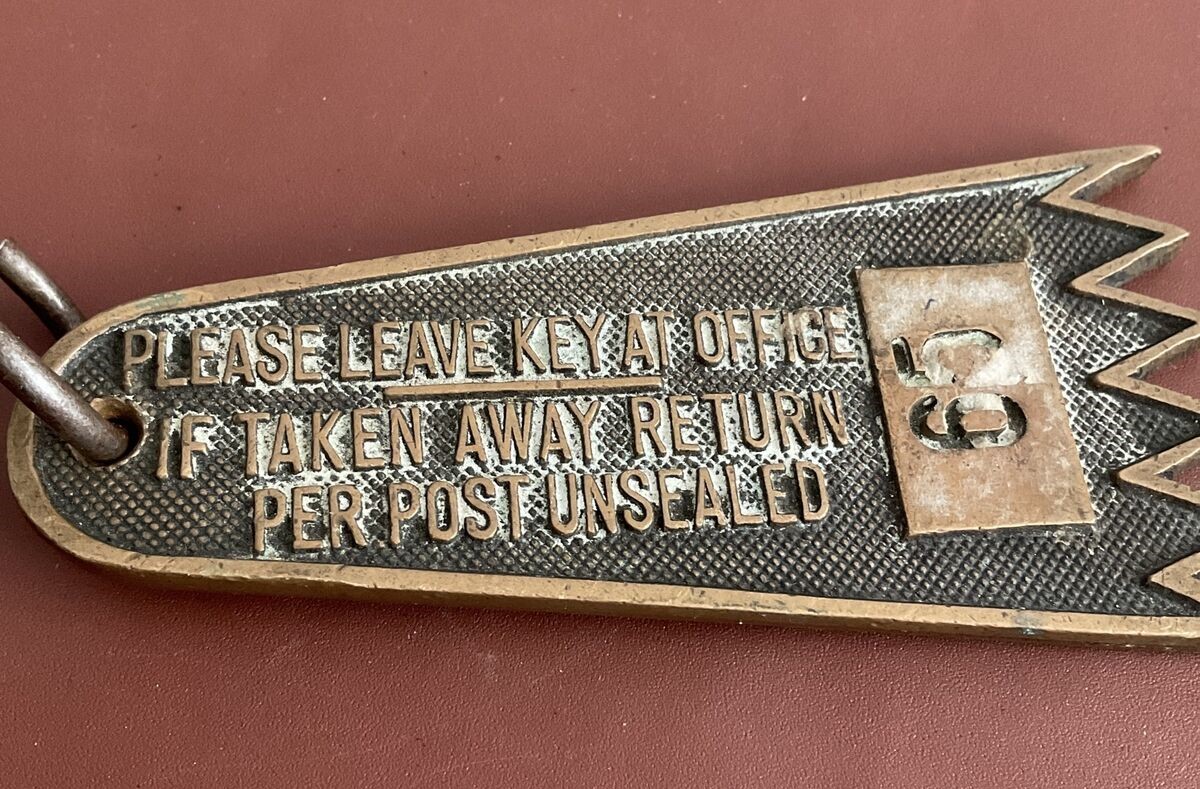 PLEASE LEAVE KEY AT OFFICE
IF TAKEN AWAY RETURN
PER POST UNSEALED
65